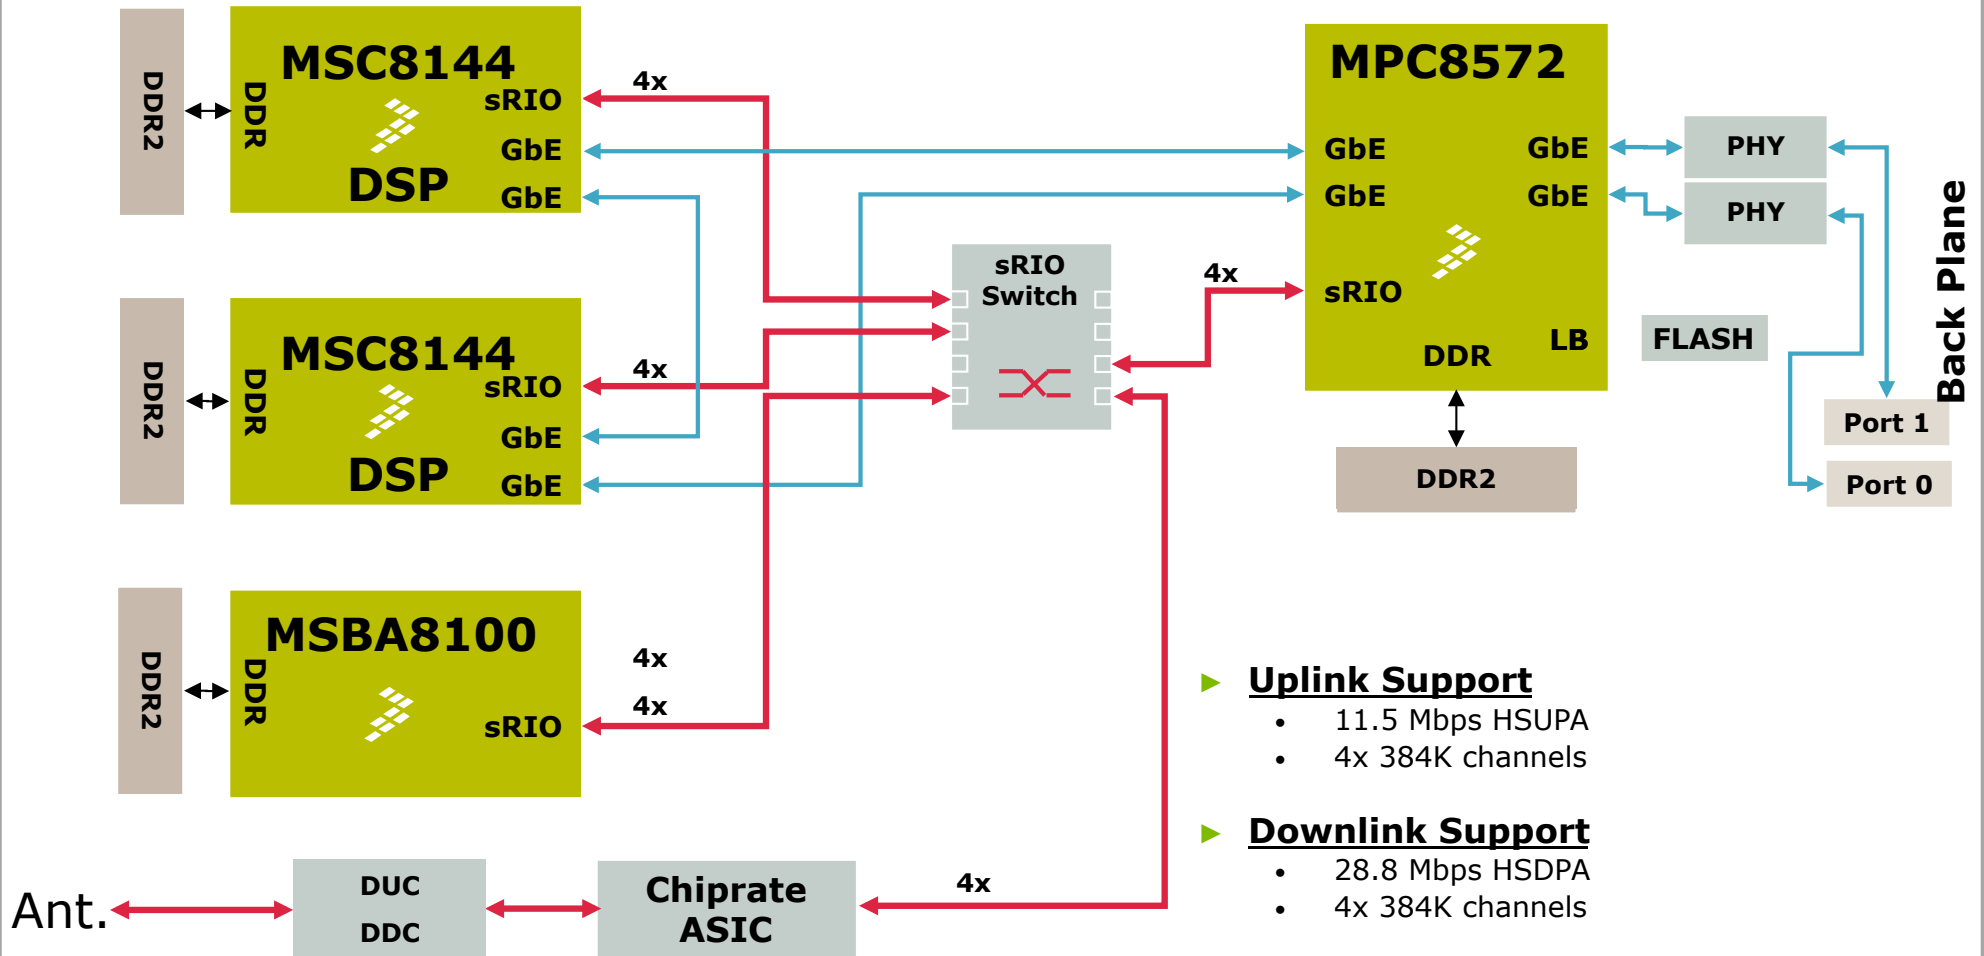 DDR2
DDR
MSC8144
sRIO
GbE
DSP
GbE
4x
DDR2
DDR
MSC8144
sRIO
GbE
DSP
GbE
4x
DDR2
DDR
MSBA8100
sRIO
4x
4x
sRIO
Switch
4x
MPC8572
GbE
GbE
GbE
GbE
sRIO
LB
DDR
DDR2
PHY
PHY
FLASH
Back Plane
Port 1
Port 0
Uplink Support
• 11.5 Mbps HSUPA
• 4x 384K channels
Downlink Support
• 28.8 Mbps HSDPA
• 4x 384K channels
Ant.
DUC
DDC
Chiprate
ASIC
4x